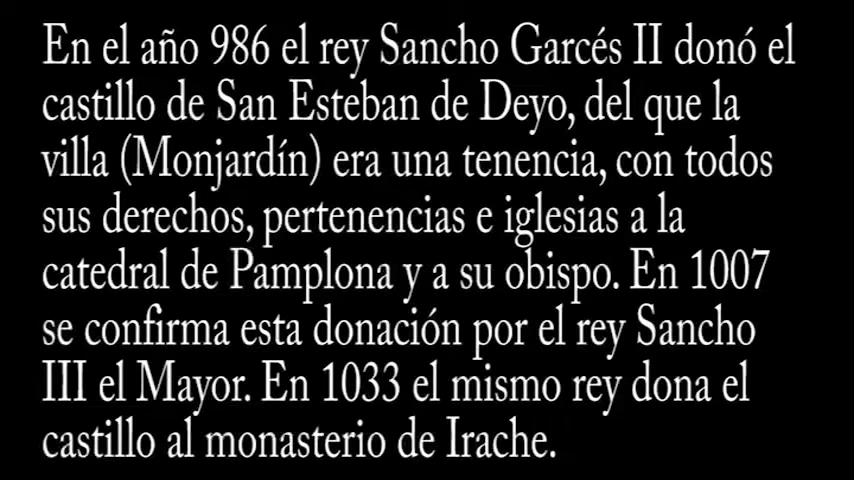 En el año 986 el rey Sancho Garcés II donó el
castillo de San Esteban de Deyo, del que la
villa (Monjardín) era una tenencia, con todos
sus derechos, pertenencias e iglesias a la
catedral de Pamplona y a su obispo. En 1007
se confirma esta donación por el rey Sancho
III el Mayor. En 1033 el mismo rey dona el
castillo al monasterio de Irache.